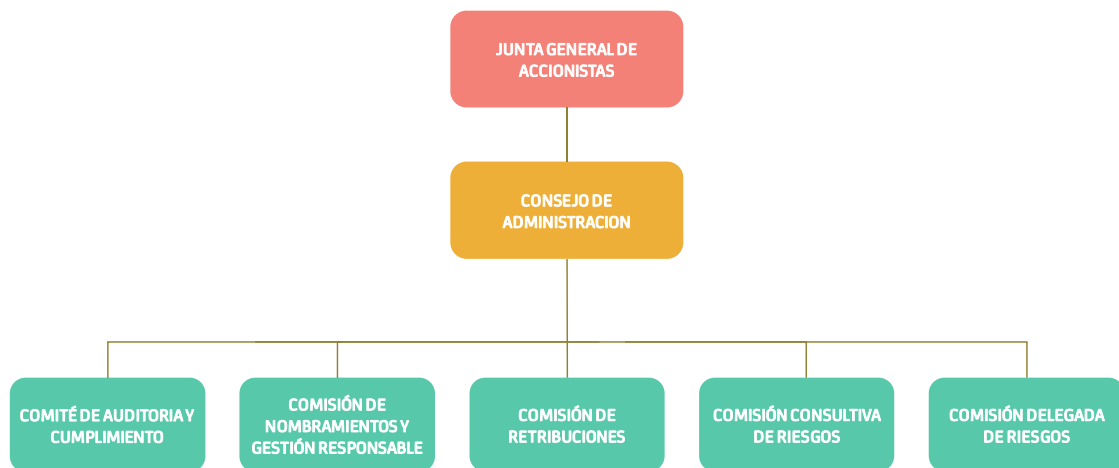 JUNTA GENERAL DE
ACCIONISTAS
CONSEJO DE
ADMINISTRACION
COMITÉ DE AUDITORIA Y
CUMPLIMIENTO
COMISIÓN DE
NOMBRAMIENTOS Y
GESTIÓN RESPONSABLE
COMISIÓN DE
RETRIBUCIONES
COMISIÓN CONSULTIVA
DE RIESGOS
COMISIÓN DELEGADA
DE RIESGOS